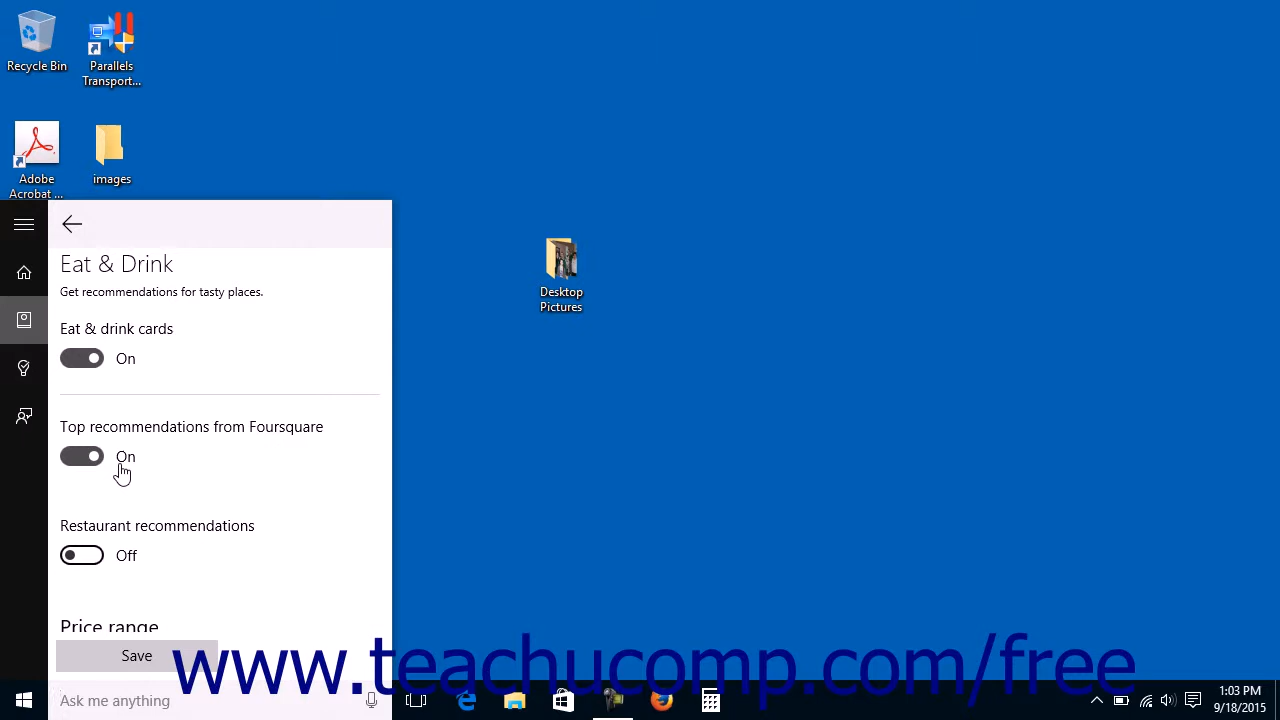 Recycle Bin
Parallels
Transport...
Adobe
Acrobat ...
images
Desktop
Pictures
Eat & Drink
Get recommendations for tasty places.
Eat & drink cards
On
Top recommendations from Foursquare
On
Restaurant recommendations
Off
Price range
Save
www.teachucomp.com/free
Ask me anything
1:03 PM
9/18/2015